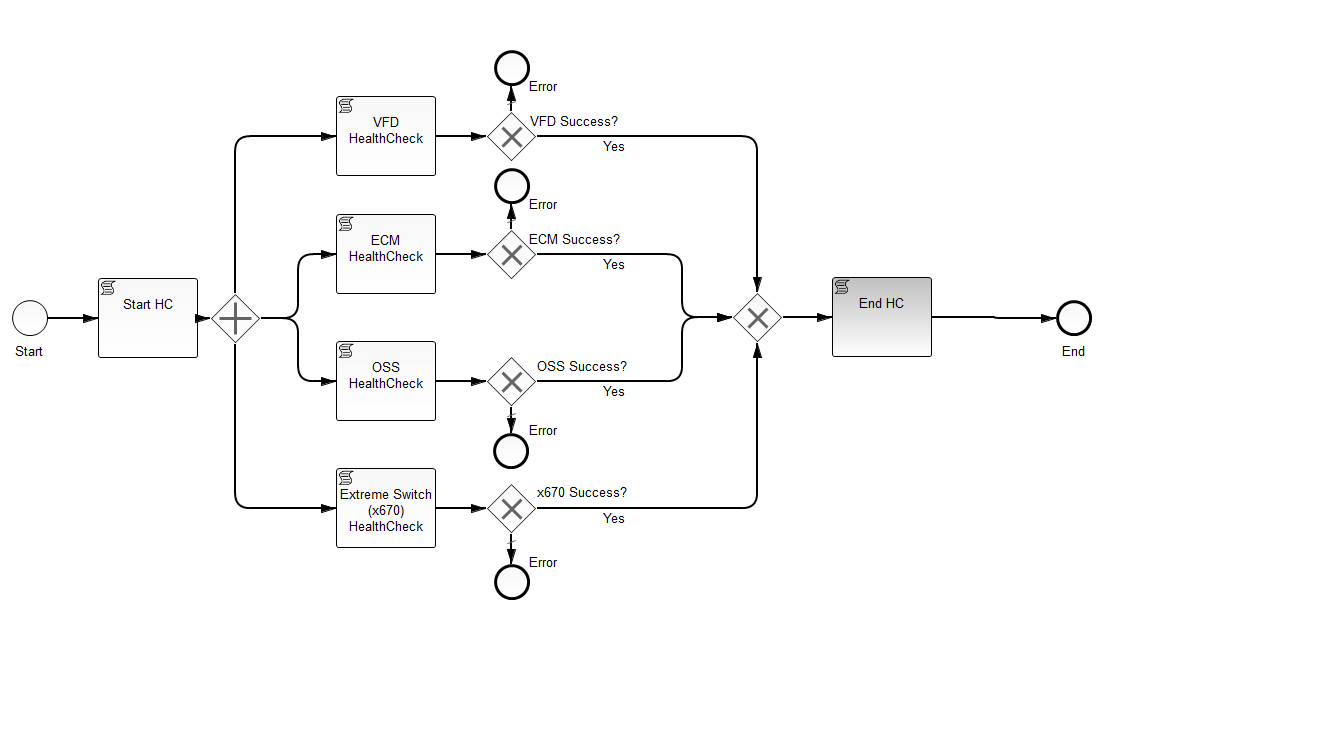 Start
Start HC
VFD
HealthCheck
Error
VFD Success?
Yes
ECM
HealthCheck
Error
ECM Success?
Yes
OSS
HealthCheck
OSS Success?
Yes
Error
Extreme Switch
(x670)
HealthCheck
x670 Success?
Yes
Error
End HC
End